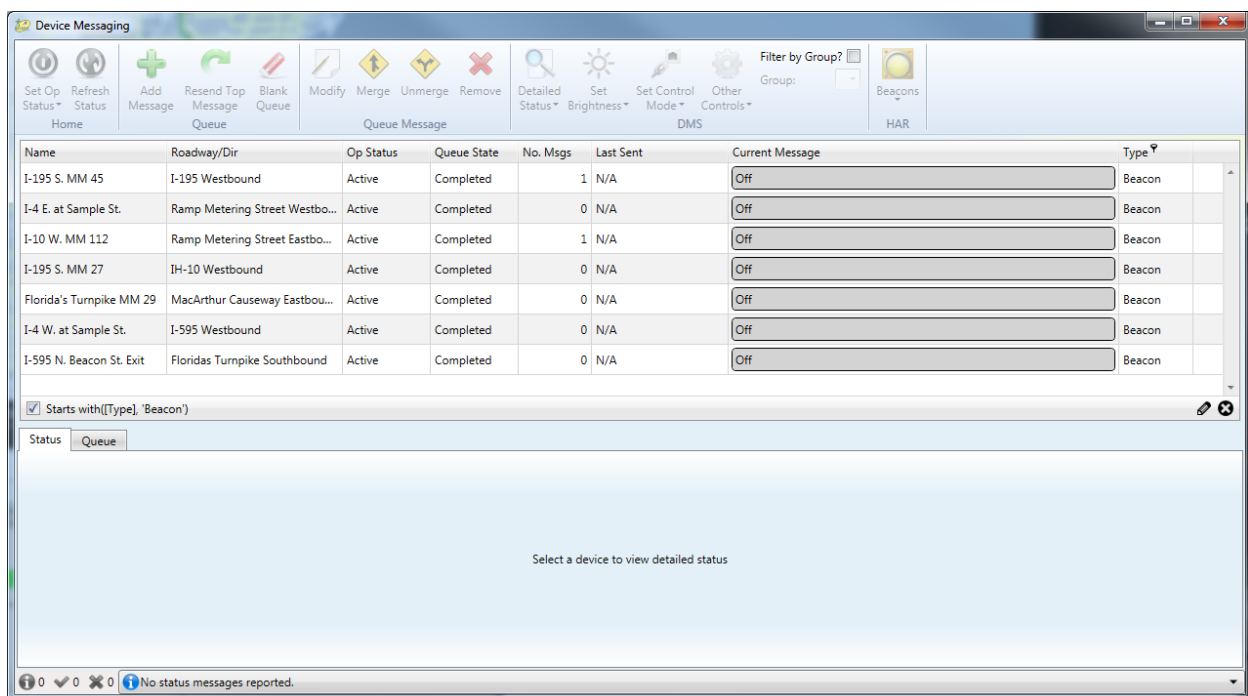 Device Messaging
Set Op Status Refresh Status Add Message Resend Top Message Blank Queue Modify Merge Unmerge Remove Detailed Status Set Brightness Set Control Mode Other Controls Filter by Group? Group: Beacons
Home Queue Queue Message DMS HAR
Name Roadway/Dir Op Status Queue State No. Msgs Last Sent Current Message Type
I-195 S. MM 45 I-195 Westbound Active Completed 1 N/A Off Beacon
I-4 E. at Sample St. Ramp Metering Street Westbo... Active Completed 0 N/A Off Beacon
I-10 W. MM 112 Ramp Metering Street Eastbo... Active Completed 1 N/A Off Beacon
I-195 S. MM 27 IH-10 Westbound Active Completed 0 N/A Off Beacon
Florida's Turnpike MM 29 MacArthur Causeway Eastbou... Active Completed 0 N/A Off Beacon
I-4 W. at Sample St. I-595 Westbound Active Completed 0 N/A Off Beacon
I-595 N. Beacon St. Exit Floridas Turnpike Southbound Active Completed 0 N/A Off Beacon
Starts with([Type], 'Beacon')
Status Queue
Select a device to view detailed status
0 0 0 No status messages reported.